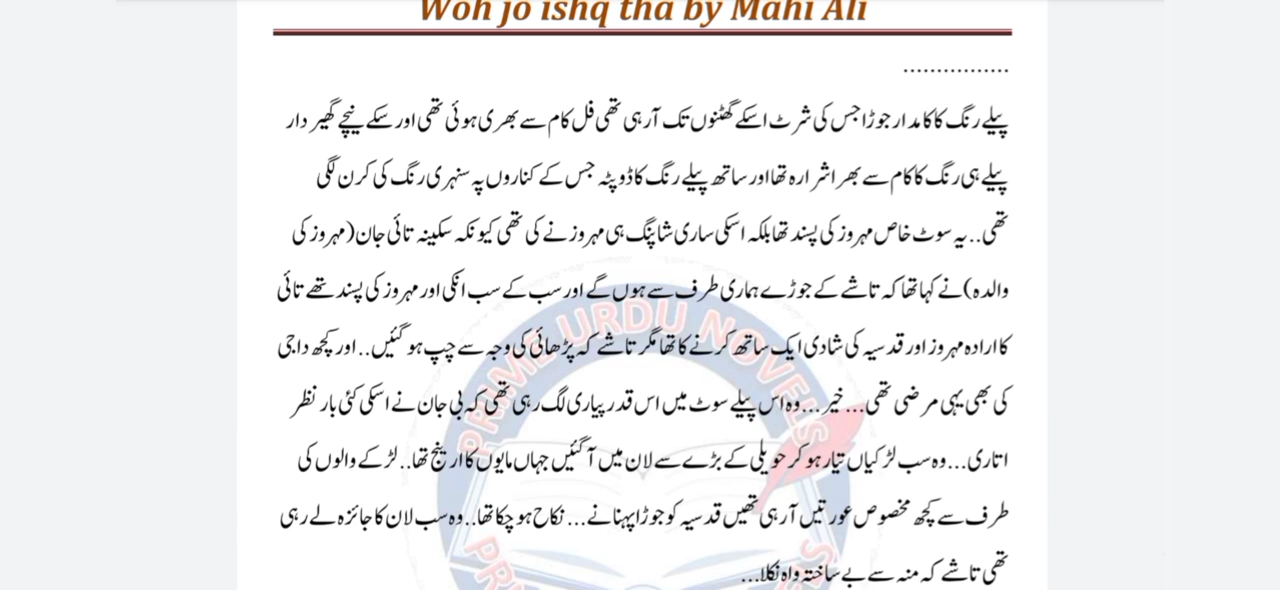 Woh jo ishq tha by Mahi Ali
................
پیلے رنگ کا کامدار جوڑا جس کی شرٹ اسکے گھٹنوں تک آرہی تھی فل کام سے بھری ہوئی تھی اور سکے نیچے گھیر دار
پیلے ہی رنگ کا کام سے بھرا شرارہ تھا اور ساتھ پیلے رنگ کا ڈوپٹہ جس کے کناروں پہ سنہری رنگ کی کرن لگی
تھی.. یہ سوٹ خاص مہروز کی پسند تھا بلکہ اسکی ساری شاپنگ ہی مہروز نے کی تھی کیونکہ سکینہ تائی جان (مہروز کی
والدہ) نے کہا تھا کہ تاشے کے جوڑے ہماری طرف سے ہوں گے اور سب کے سب انکی اور مہروز کی پسند تھے تائی
کا ارادہ مہروز اور قدسیہ کی شادی ایک ساتھ کرنے کا تھا مگر تاشے کہ پڑھائی کی وجہ سے چپ ہو گئیں.. اور کچھ داجی
کی بھی یہی مرضی تھی... خیر... وہ اس پیلے سوٹ میں اس قدر پیاری لگ رہی تھی کہ بی جان نے اسکی کئی بار نظر
اتاری... وہ سب لڑکیاں تیار ہو کر حویلی کے بڑے سے لان میں آگئیں جہاں مایوں کا ارینج تھا.. لڑکے والوں کی
طرف سے کچھ مخصوص عورتیں آرہی تھیں قدسیہ کو جوڑا پہنانے... نکاح ہو چکا تھا.. وہ سب لان کا جائزہ لے رہی
تھی تاشے کہ منہ سے بے ساختہ واہ نکلا...
PRIME URDU NOVELS